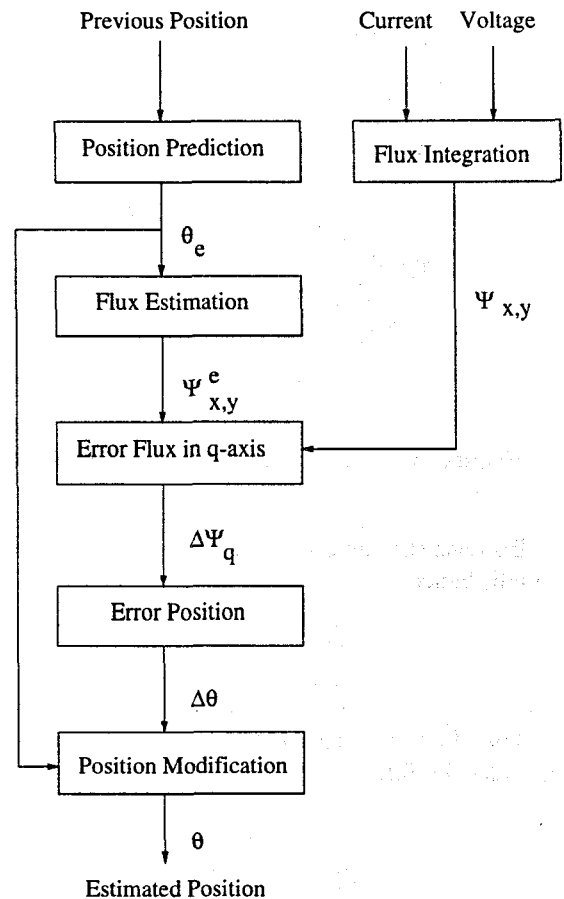 Previous Position
Current Voltage
Position Prediction
Flux Integration
θe
Flux Estimation
Ψ x,y
Ψ e x,y
Error Flux in q-axis
ΔΨq
Error Position
Δθ
Position Modification
θ
Estimated Position